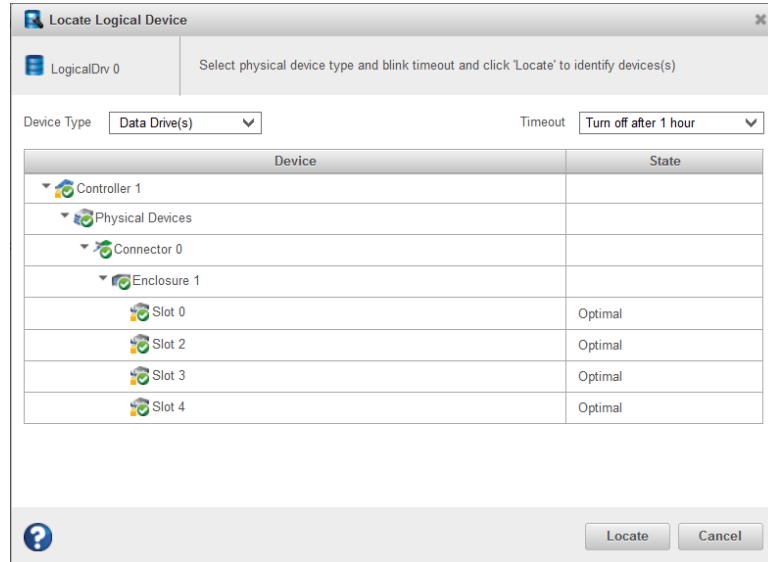 Locate Logical Device
LogicalDrv 0
Select physical device type and blink timeout and click 'Locate' to identify devices(s)
Device Type Data Drive(s) Timeout Turn off after 1 hour
Device State
Controller 1
Physical Devices
Connector 0
Enclosure 1
Slot 0 Optimal
Slot 2 Optimal
Slot 3 Optimal
Slot 4 Optimal
? Locate Cancel